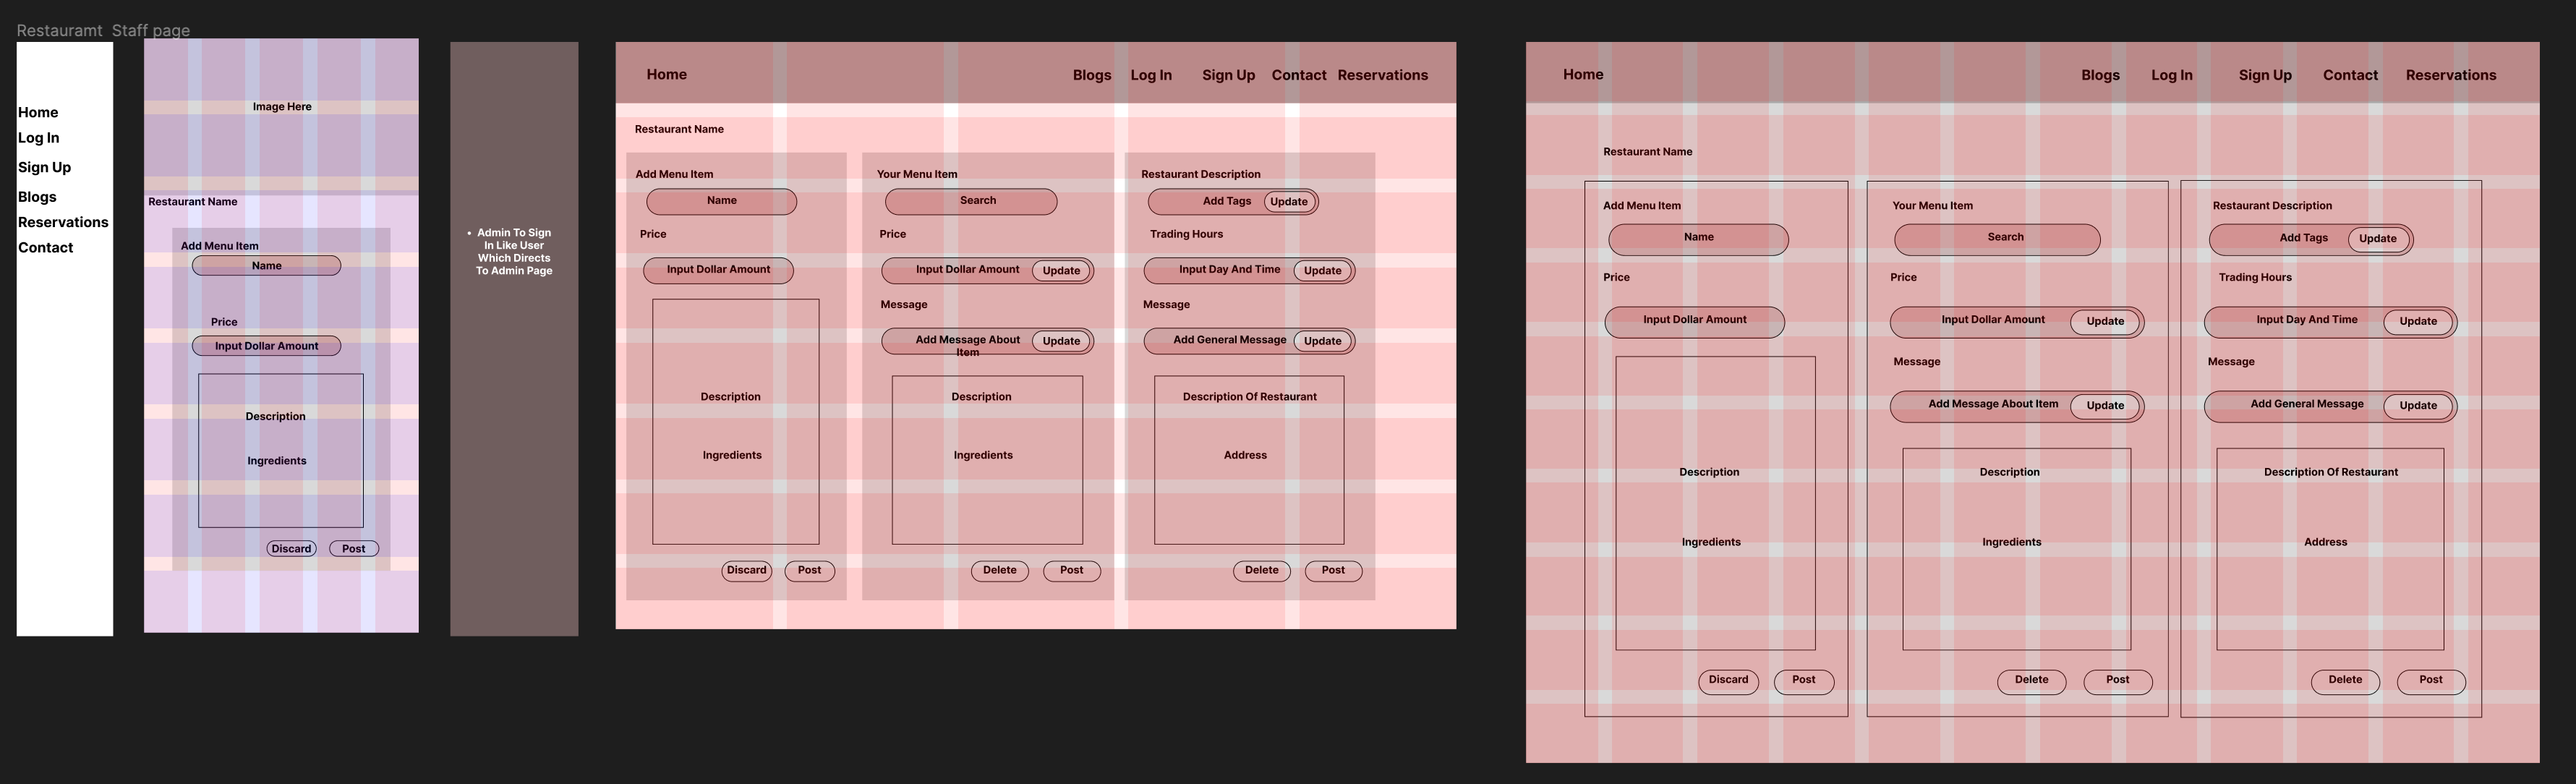 Restauramt Staff page
Home
Log In
Sign Up
Blogs
Reservations
Contact
Image Here
Restaurant Name
Add Menu Item
Name
Price
Input Dollar Amount
Description
Ingredients
Discard
Post
• Admin To Sign
In Like User
Which Directs
To Admin Page
Home
Blogs
Log In
Sign Up
Contact
Reservations
Restaurant Name
Add Menu Item
Name
Price
Input Dollar Amount
Description
Ingredients
Discard
Post
Your Menu Item
Search
Price
Input Dollar Amount
Update
Message
Add Message About
Item
Update
Description
Ingredients
Delete
Post
Restaurant Description
Add Tags
Update
Trading Hours
Input Day And Time
Update
Message
Add General Message
Update
Description Of Restaurant
Address
Delete
Post
Home
Blogs
Log In
Sign Up
Contact
Reservations
Restaurant Name
Add Menu Item
Name
Price
Input Dollar Amount
Description
Ingredients
Discard
Post
Your Menu Item
Search
Price
Input Dollar Amount
Update
Message
Add Message About Item
Update
Description
Ingredients
Delete
Post
Restaurant Description
Add Tags
Update
Trading Hours
Input Day And Time
Update
Message
Add General Message
Update
Description Of Restaurant
Address
Delete
Post